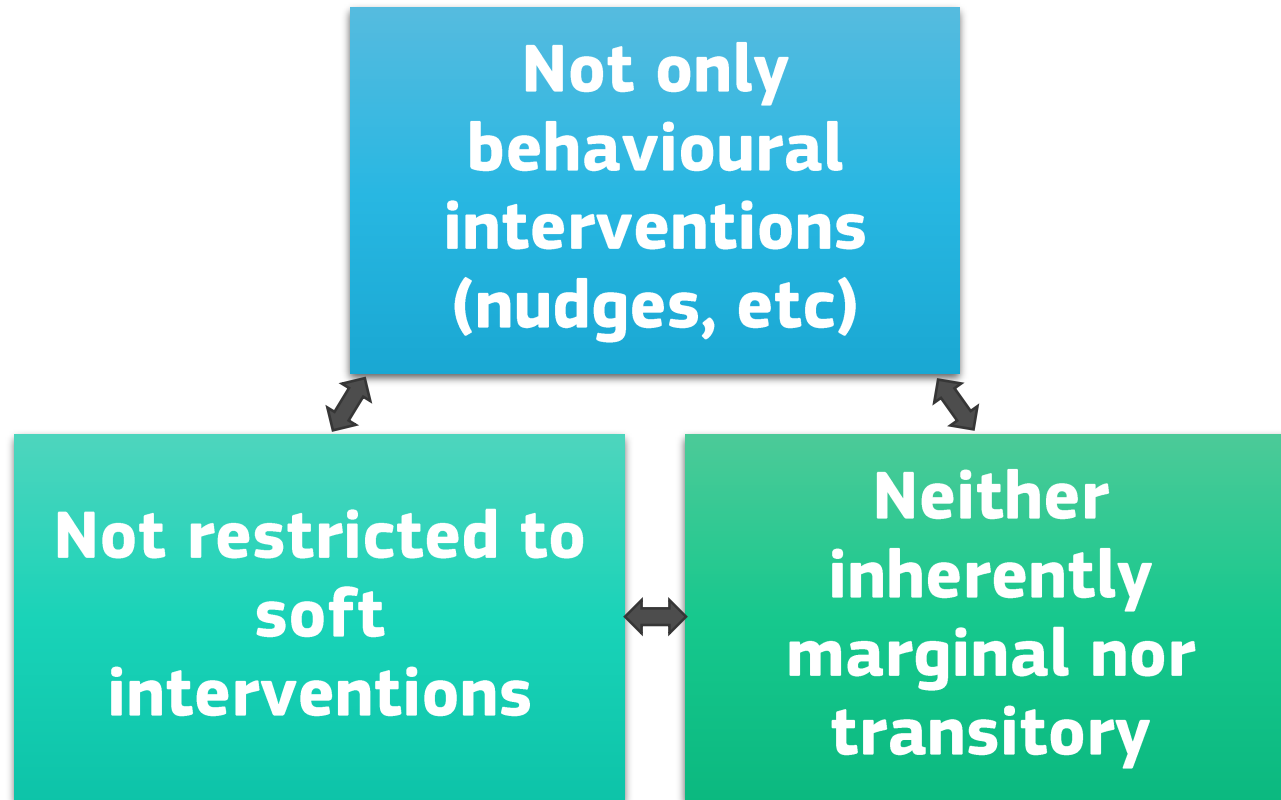 Not only
behavioural
interventions
(nudges, etc)
Not restricted to
soft
interventions
Neither
inherently
marginal nor
transitory